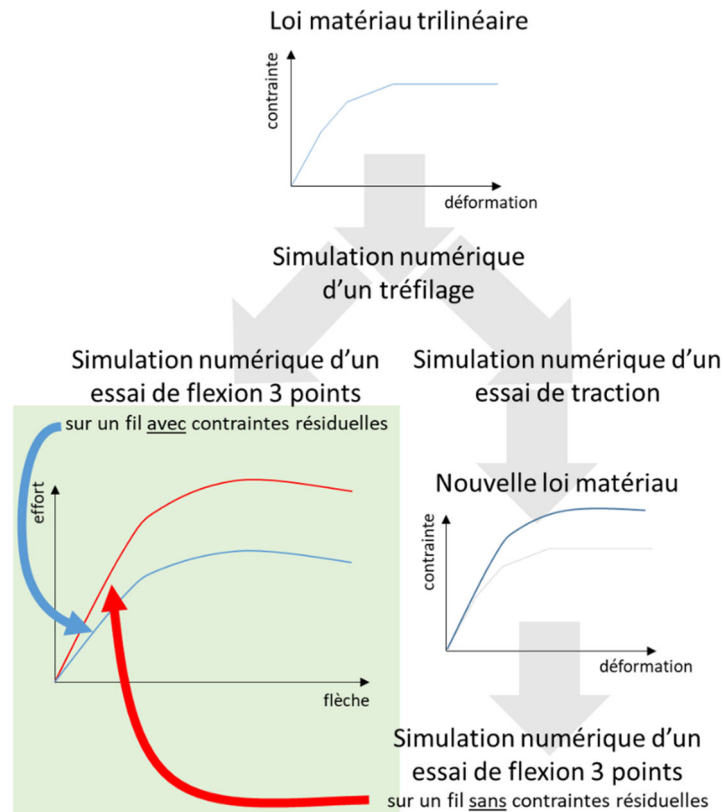 Loi matériau trilinéaire
contrainte
déformation
Simulation numérique
d'un tréfilage
Simulation numérique d'un
essai de flexion 3 points
sur un fil avec contraintes résiduelles
effort
flèche
Simulation numérique d'un
essai de traction
Nouvelle loi matériau
contrainte
déformation
Simulation numérique d'un
essai de flexion 3 points
sur un fil sans contraintes résiduelles